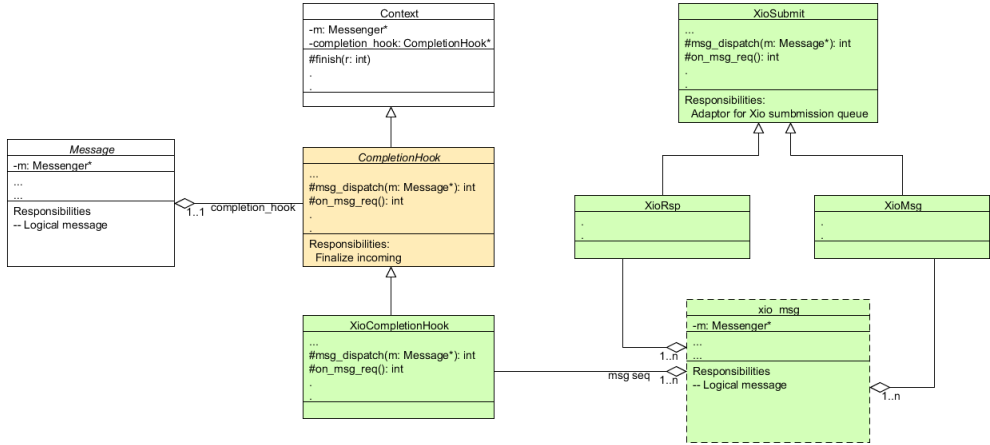 Context
-m: Messenger*
-completion_hook: CompletionHook*
#finish(r: int)
.
.
XioSubmit
...
#msg_dispatch(m: Message*): int
#on_msg_req(): int
.
.
Responsibilities:
Adaptor for Xio sumbmission queue
Message
-m: Messenger*
...
...
Responsibilities
-- Logical message
1..1
completion_hook
CompletionHook
...
#msg_dispatch(m: Message*): int
#on_msg_req(): int
.
.
Responsibilities:
Finalize incoming
XioRsp
.
.
XioMsg
.
.
XioCompletionHook
...
#msg_dispatch(m: Message*): int
#on_msg_req(): int
.
.
xio_msg
-m: Messenger*
...
...
Responsibilities
-- Logical message
1..n
msg seq
1..n
1..n